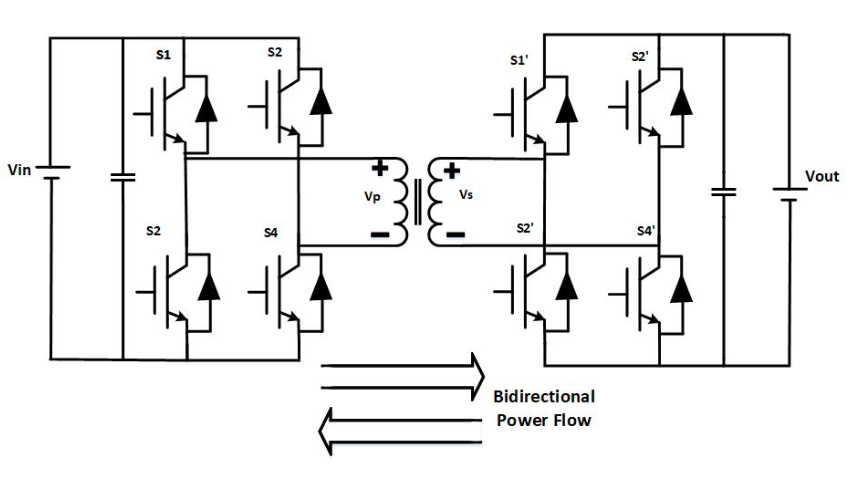 S1
S2
S1'
S2'
Vin
+
+
Vp
Vs
Vout
-
-
S2
S4
S2'
S4'
Bidirectional
Power Flow